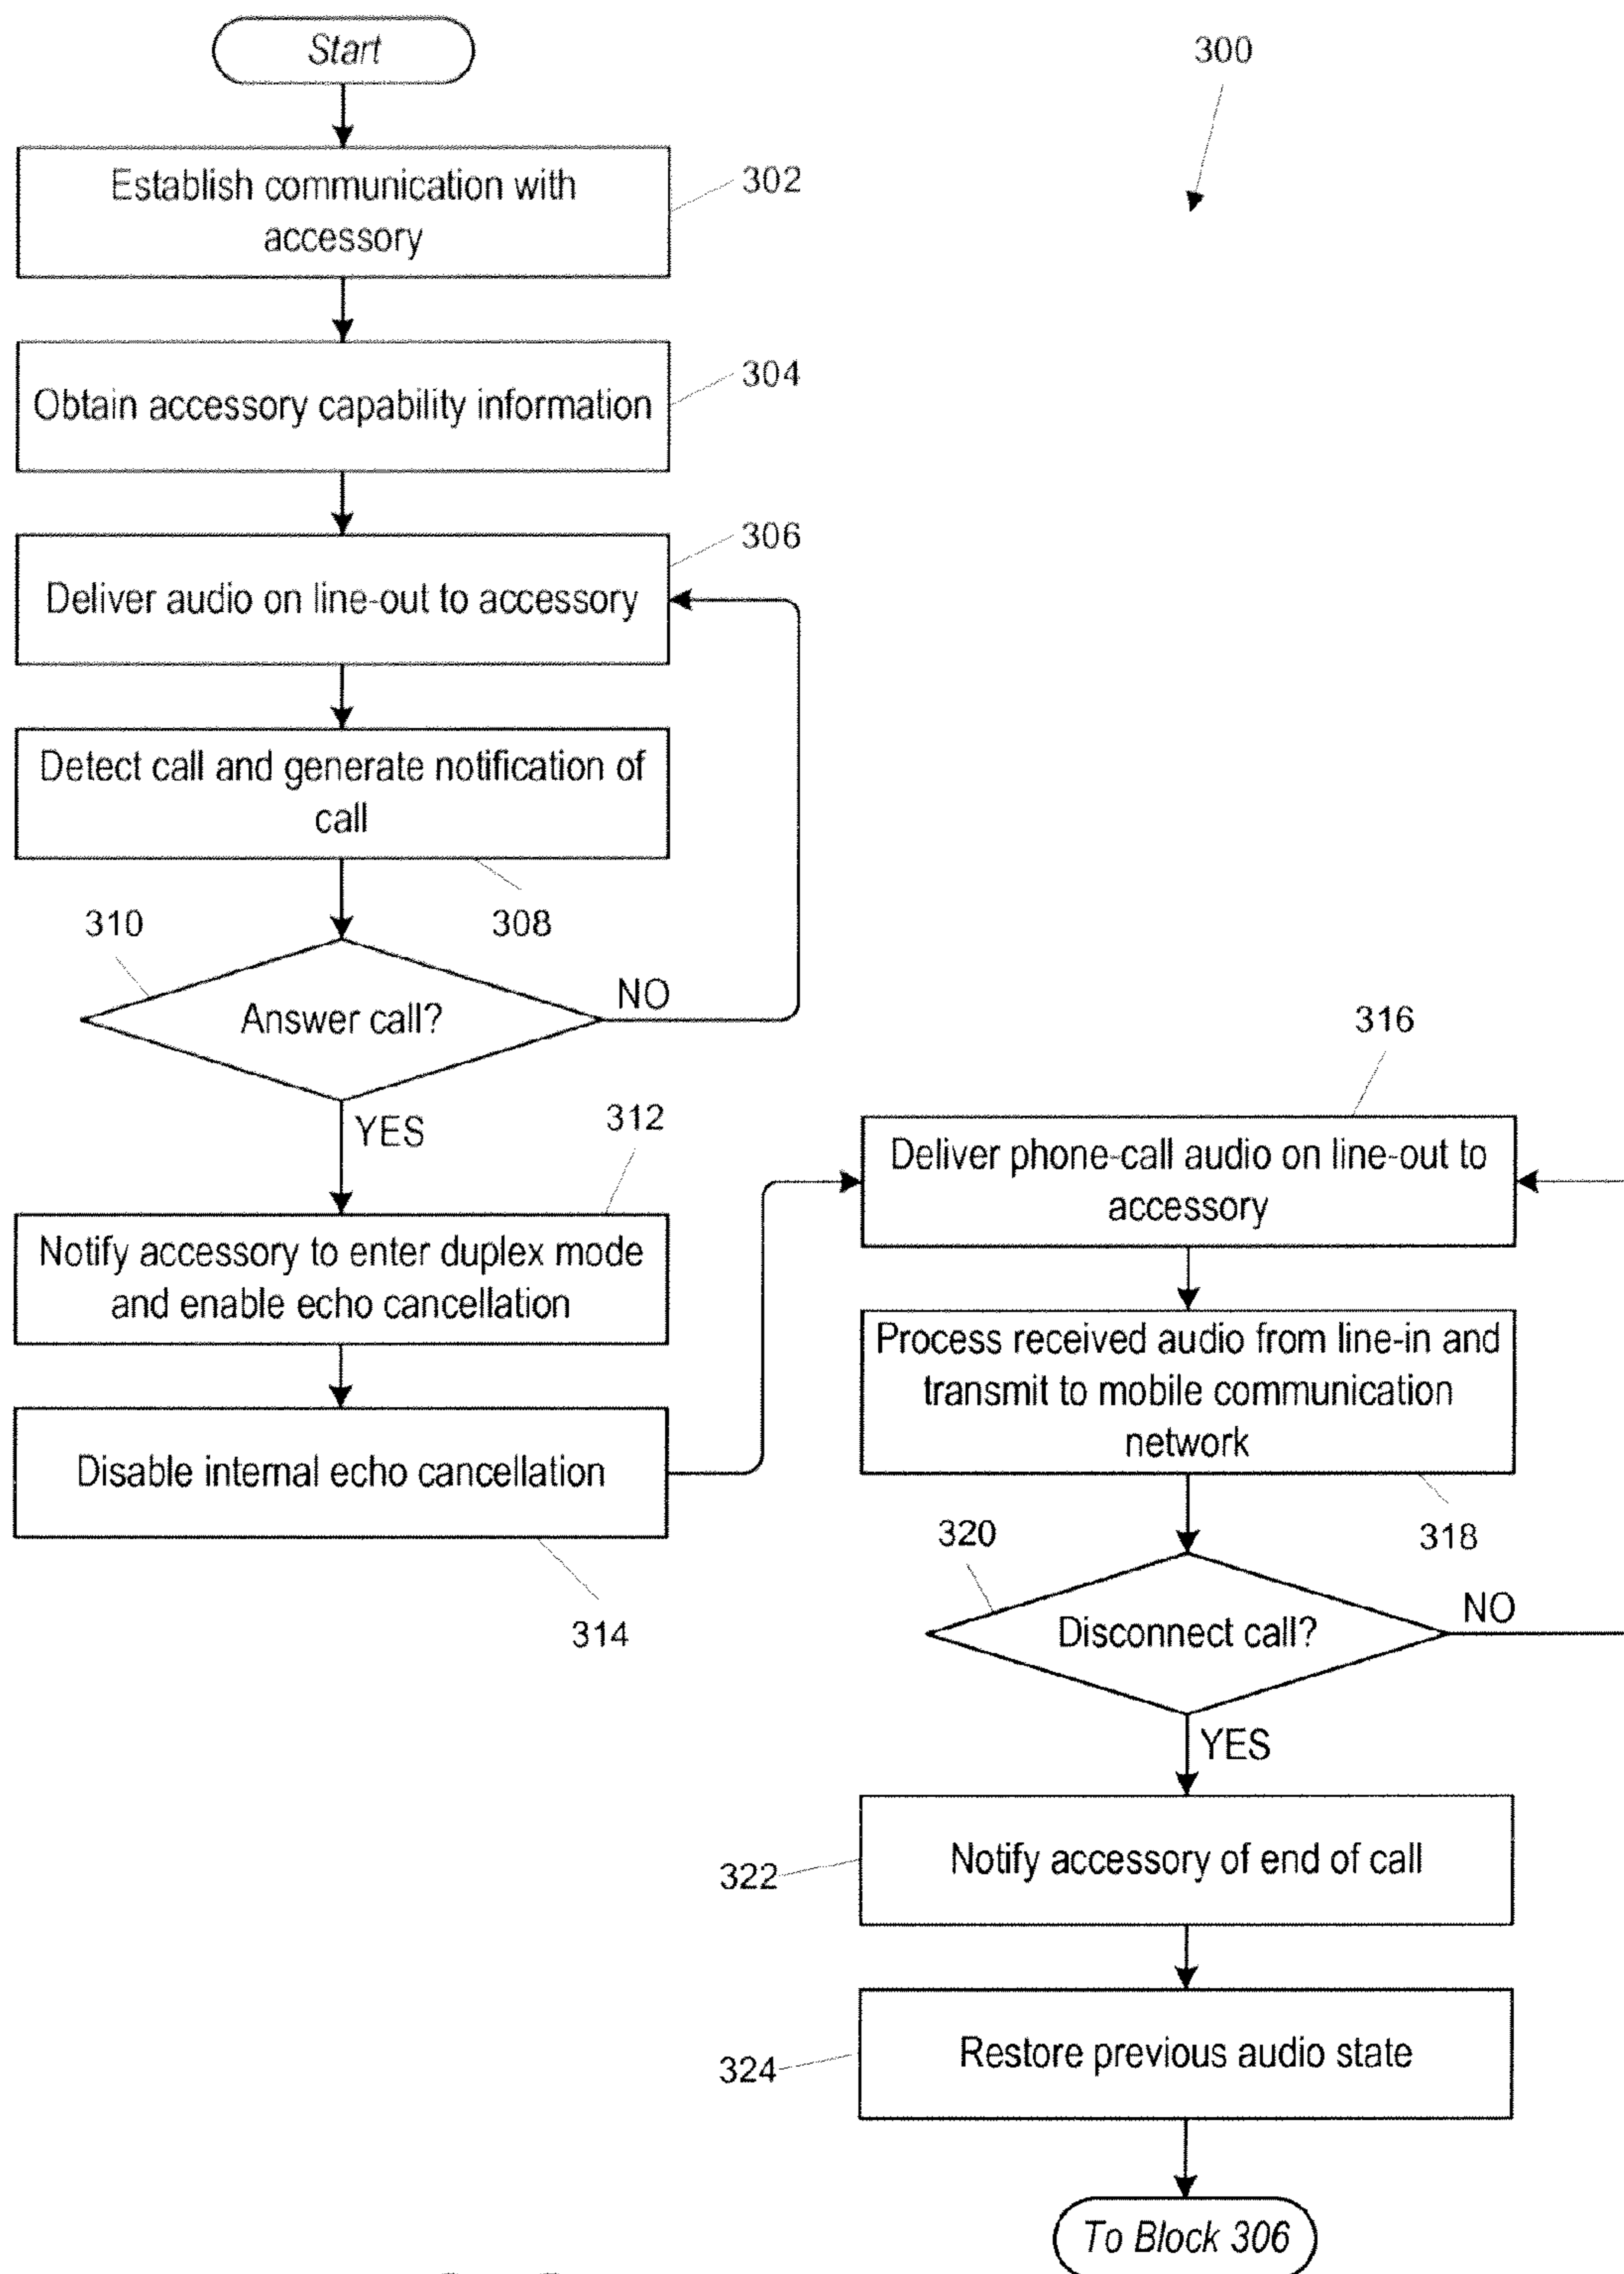 Start
300
Establish communication with
accessory
302
Obtain accessory capability information
304
306
Deliver audio on line-out to accessory
Detect call and generate notification of
call
308
310
Answer call?
NO
YES
312
Notify accessory to enter duplex mode
and enable echo cancellation
Disable internal echo cancellation
314
316
Deliver phone-call audio on line-out to
accessory
Process received audio from line-in and
transmit to mobile communication
network
318
320
Disconnect call?
NO
YES
Notify accessory of end of call
322
Restore previous audio state
324
To Block 306